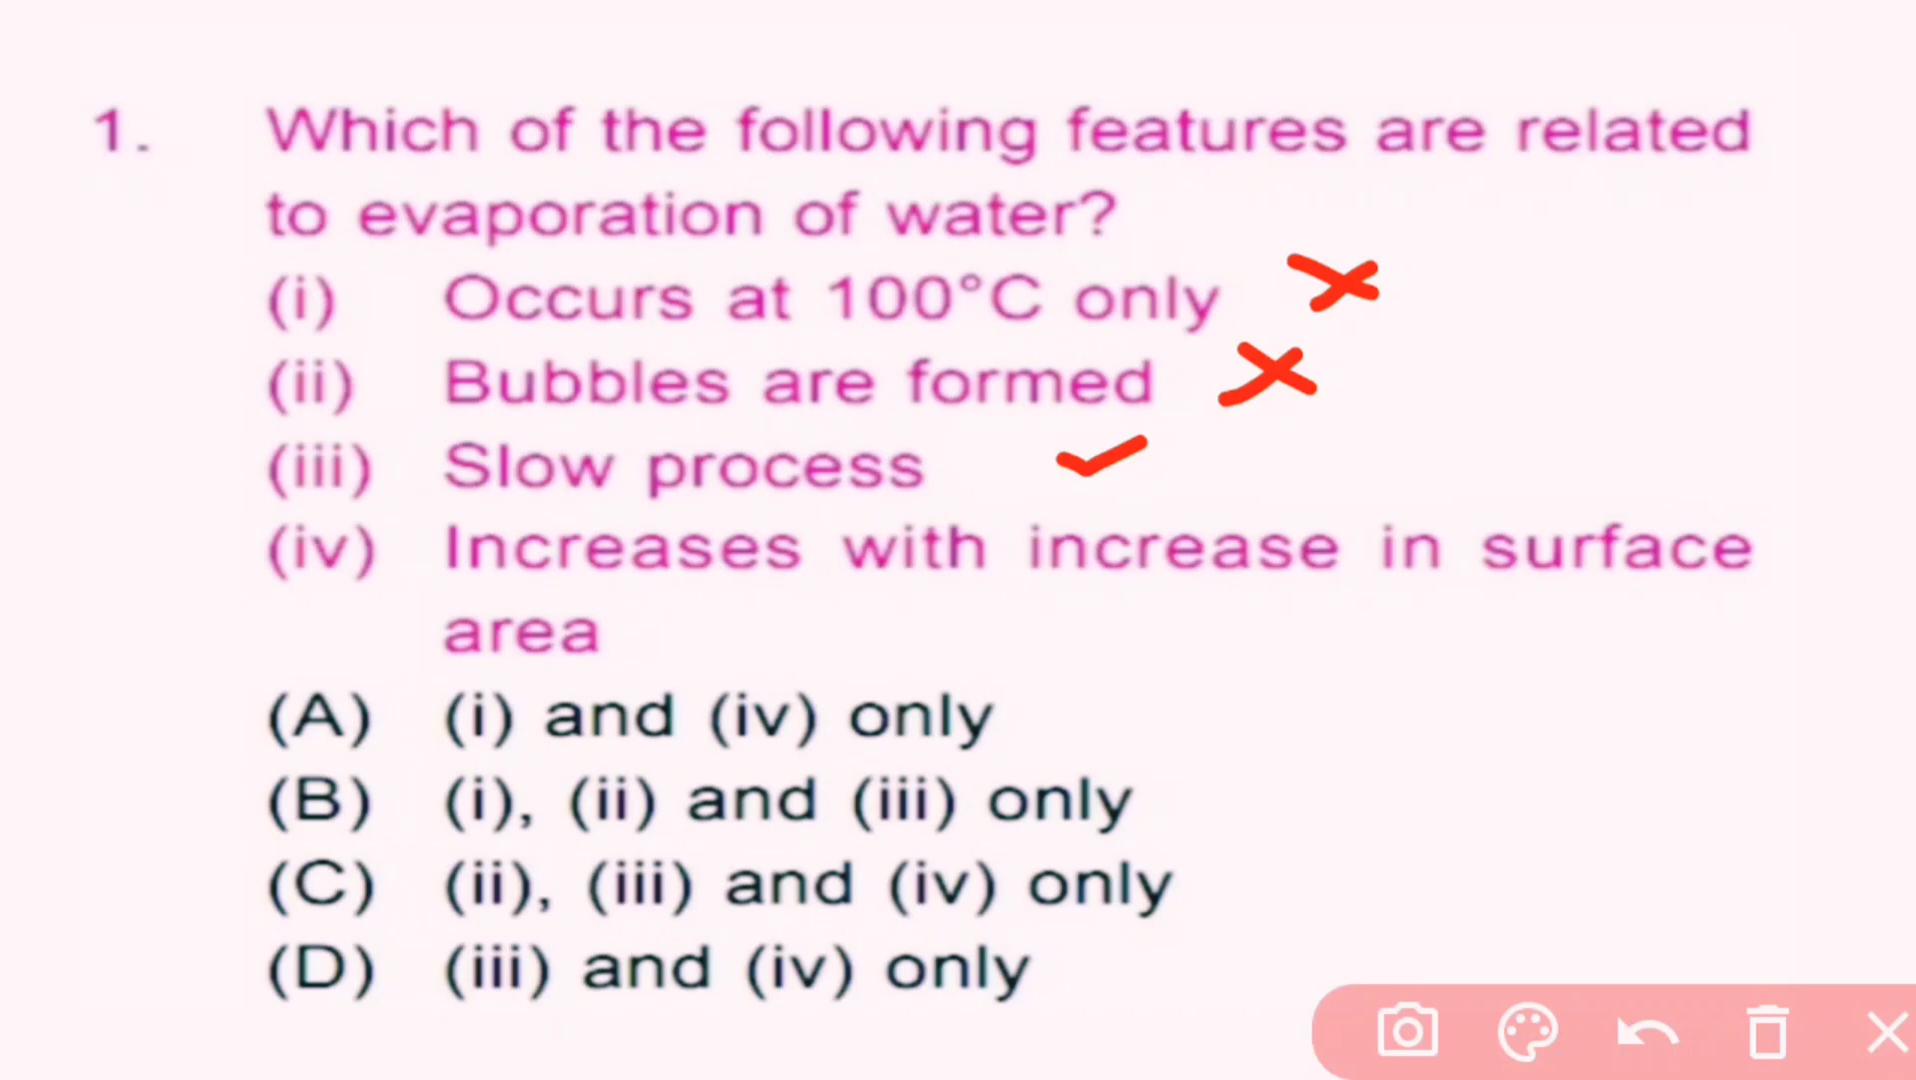 1. Which of the following features are related
to evaporation of water?
(i) Occurs at 100°C only
(ii) Bubbles are formed
(iii) Slow process
(iv) Increases with increase in surface
area
(A) (i) and (iv) only
(B) (i), (ii) and (iii) only
(C) (ii), (iii) and (iv) only
(D) (iii) and (iv) only